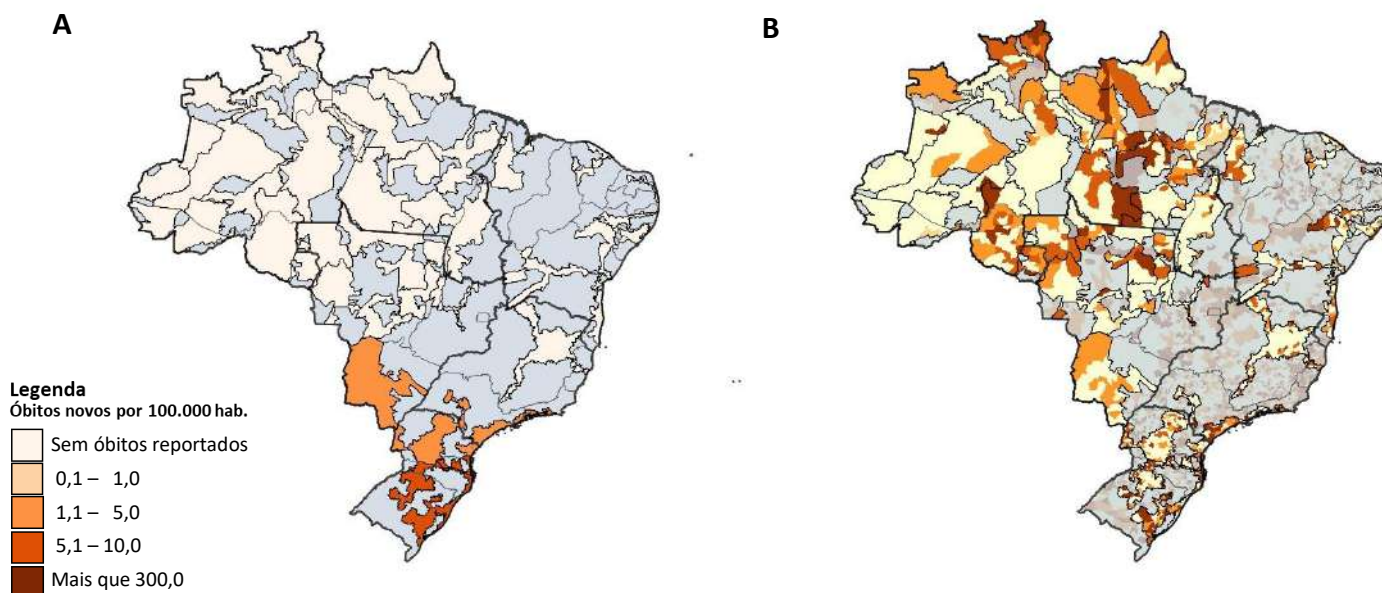 A
B
Legenda
Óbitos novos por 100.000 hab.
Sem óbitos reportados
0,1 – 1,0
1,1 – 5,0
5,1 – 10,0
Mais que 300,0